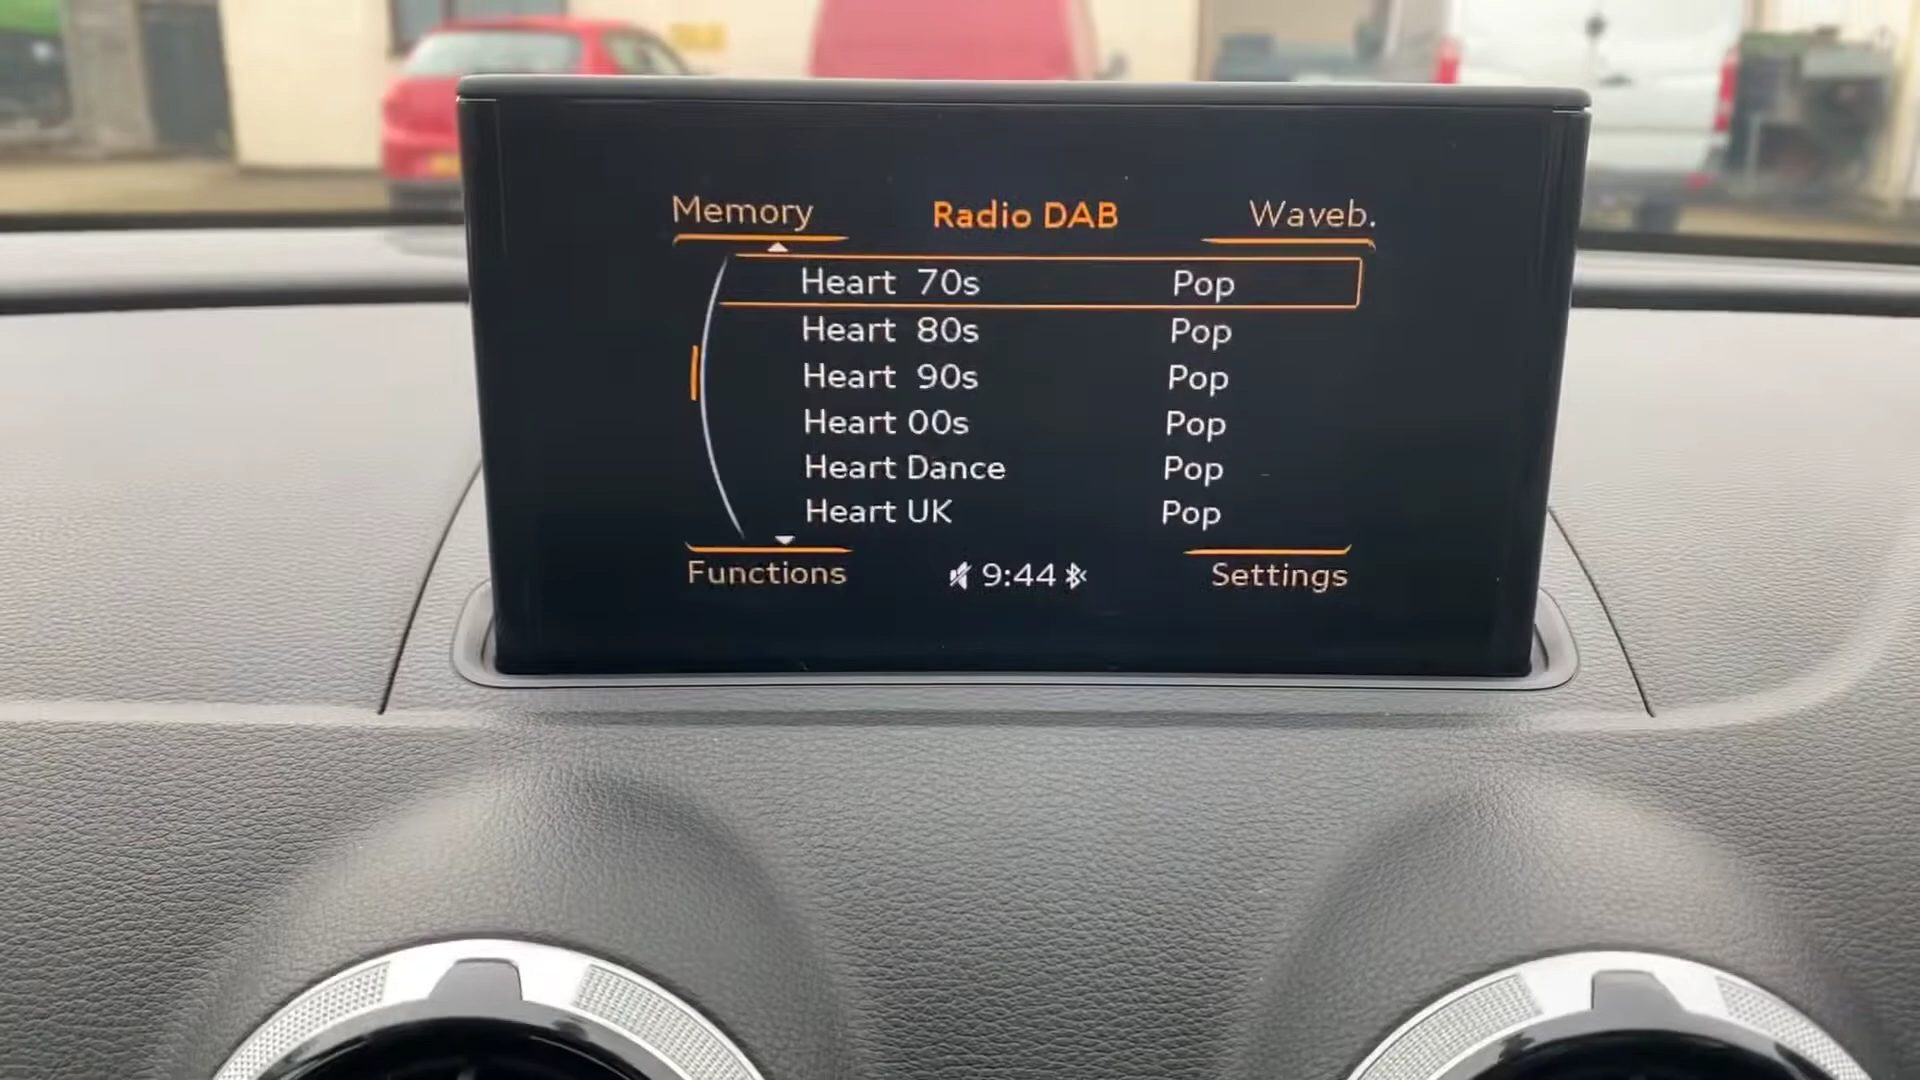 Memory Radio DAB Waveb.
Heart 70s Pop
Heart 80s Pop
Heart 90s Pop
Heart 00s Pop
Heart Dance Pop
Heart UK Pop
Functions 9:44 Settings